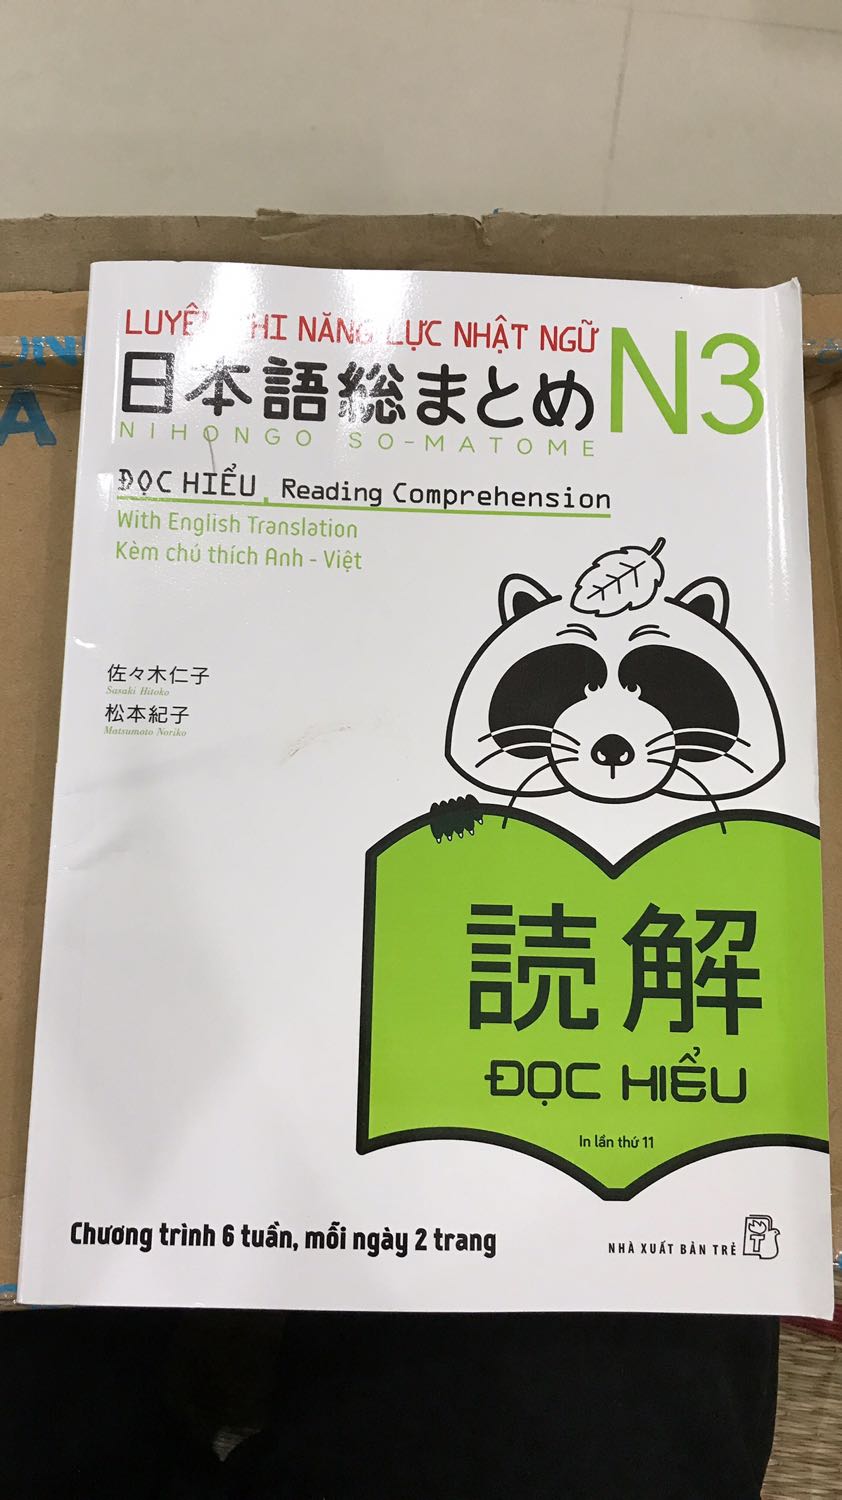 LUYỆN THI NĂNG LỰC NHẬT NGỮ
日本語総まとめ N3
NIHONGO SO-MATOME
ĐỌC HIỂU Reading Comprehension
With English Translation
Kèm chú thích Anh - Việt
佐々木仁子
Sasaki Hitoko
松本紀子
Matsumoto Noriko
読解
ĐỌC HIỂU
In lần thứ 11
Chương trình 6 tuần, mỗi ngày 2 trang
NHÀ XUẤT BẢN TRẺ